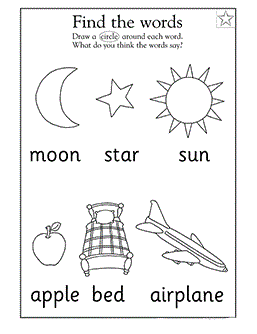 Find the words
Draw a circle around each word.
What do you think the words say?
moon star sun
apple bed airplane